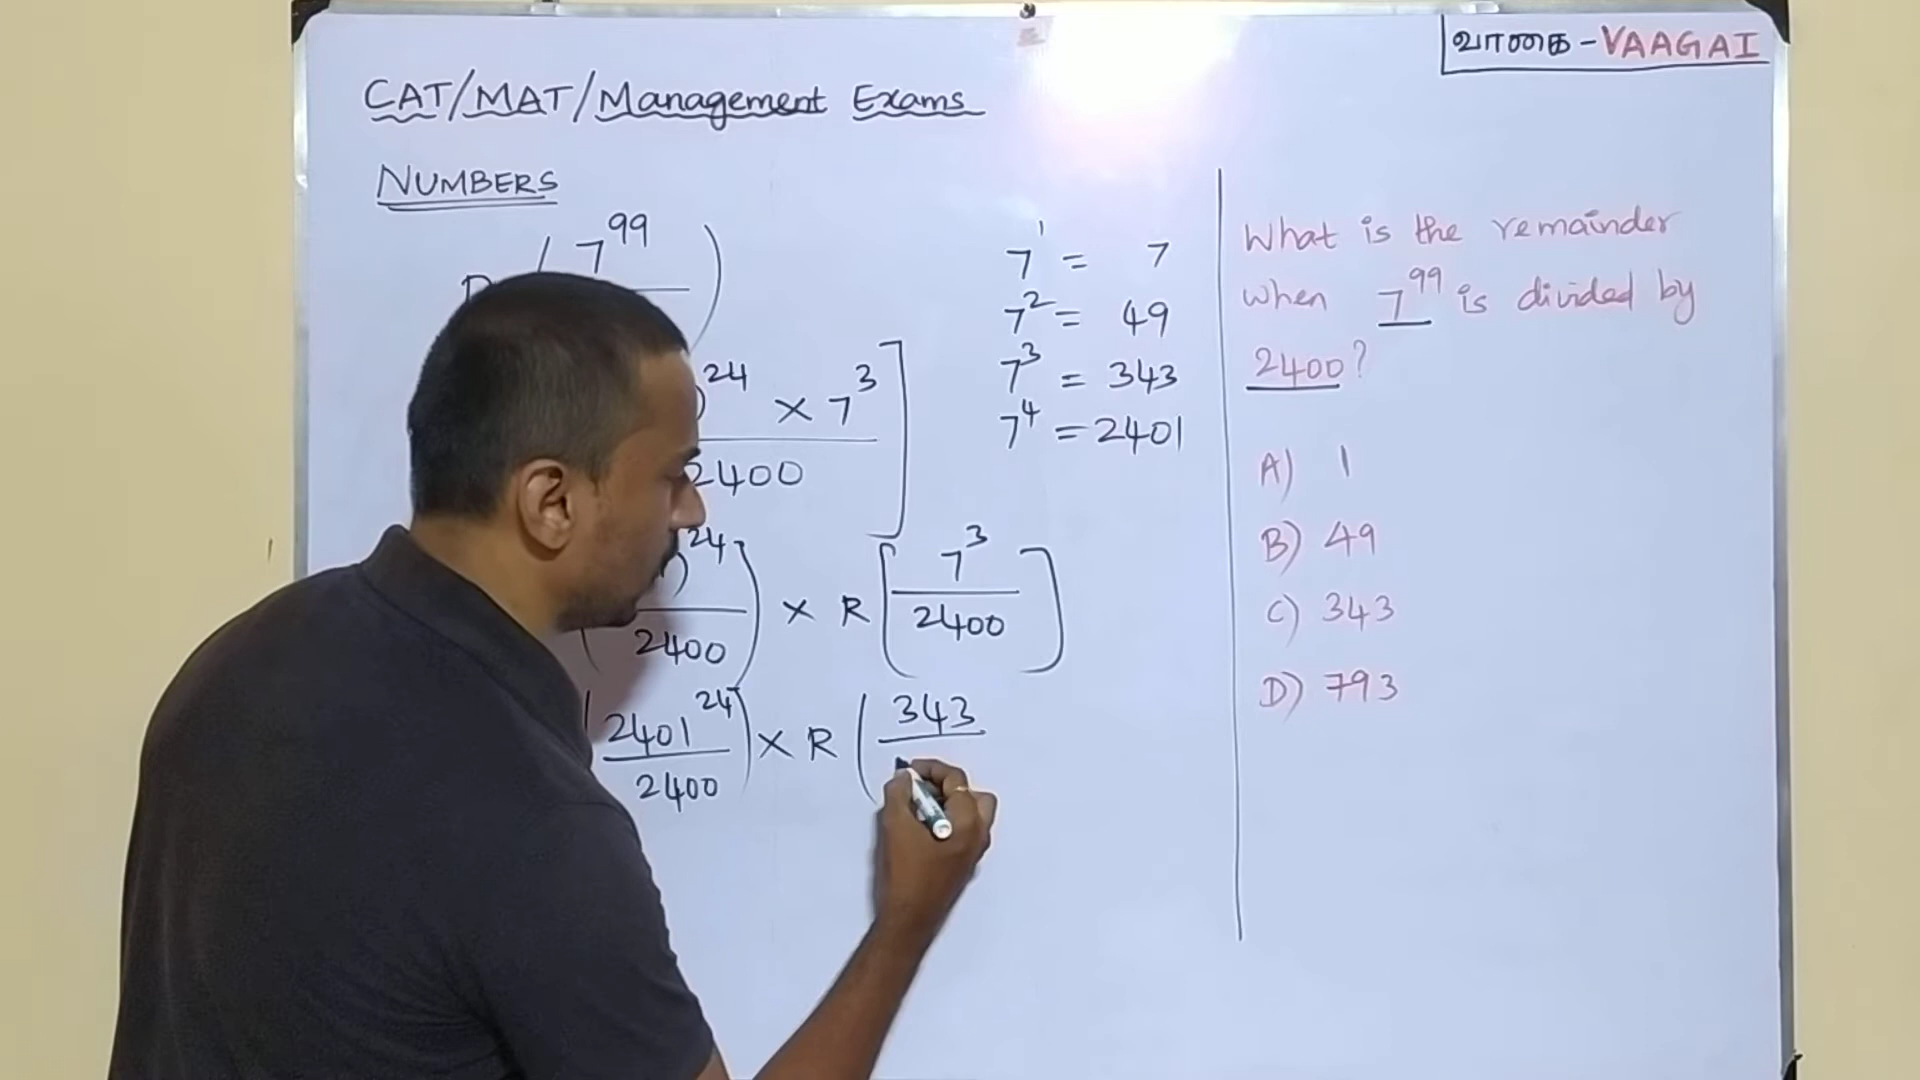 வாகை - VAAGAI
CAT/MAT/Management Exams
NUMBERS
7^99
)^24 × 7^3
2400
)^24
2400 × R [ 7^3
2400 ]
2401^24
2400 × R ( 343
7^1 = 7
7^2 = 49
7^3 = 343
7^4 = 2401
What is the remainder
when 7^99 is divided by
2400?
A) 1
B) 49
C) 343
D) 793